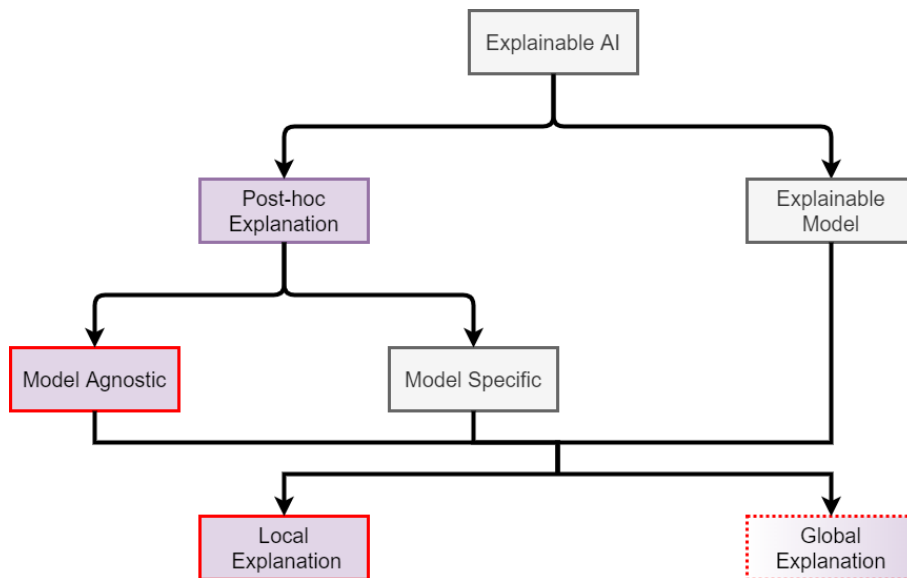 Explainable AI
Post-hoc
Explanation
Explainable
Model
Model Agnostic
Model Specific
Local
Explanation
Global
Explanation